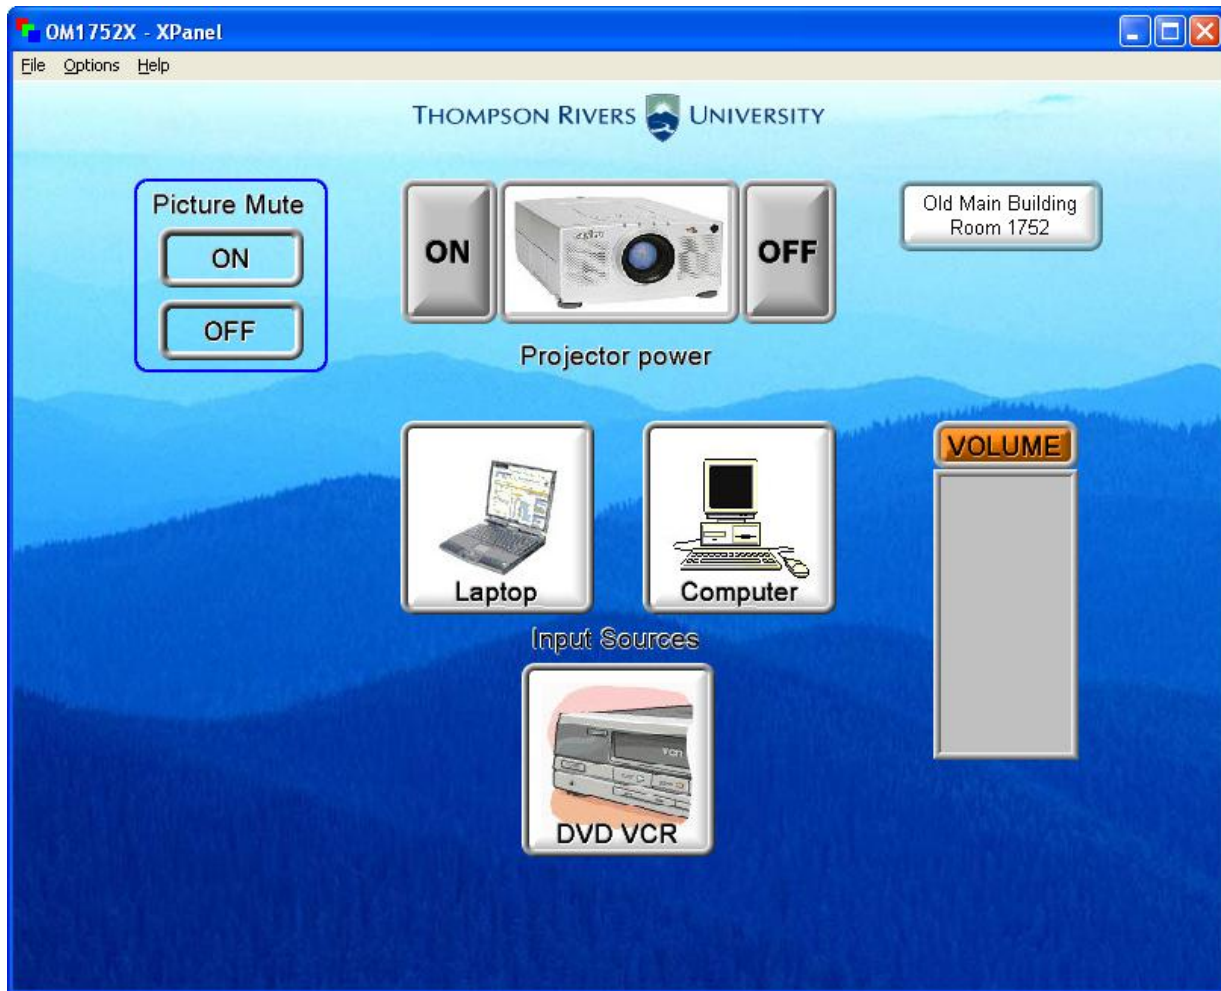 OM1752X - XPanel
File Options Help
THOMPSON RIVERS UNIVERSITY
Picture Mute
ON
OFF
ON
OFF
Projector power
Old Main Building
Room 1752
Laptop
Computer
Input Sources
VOLUME
VCR
DVD VCR